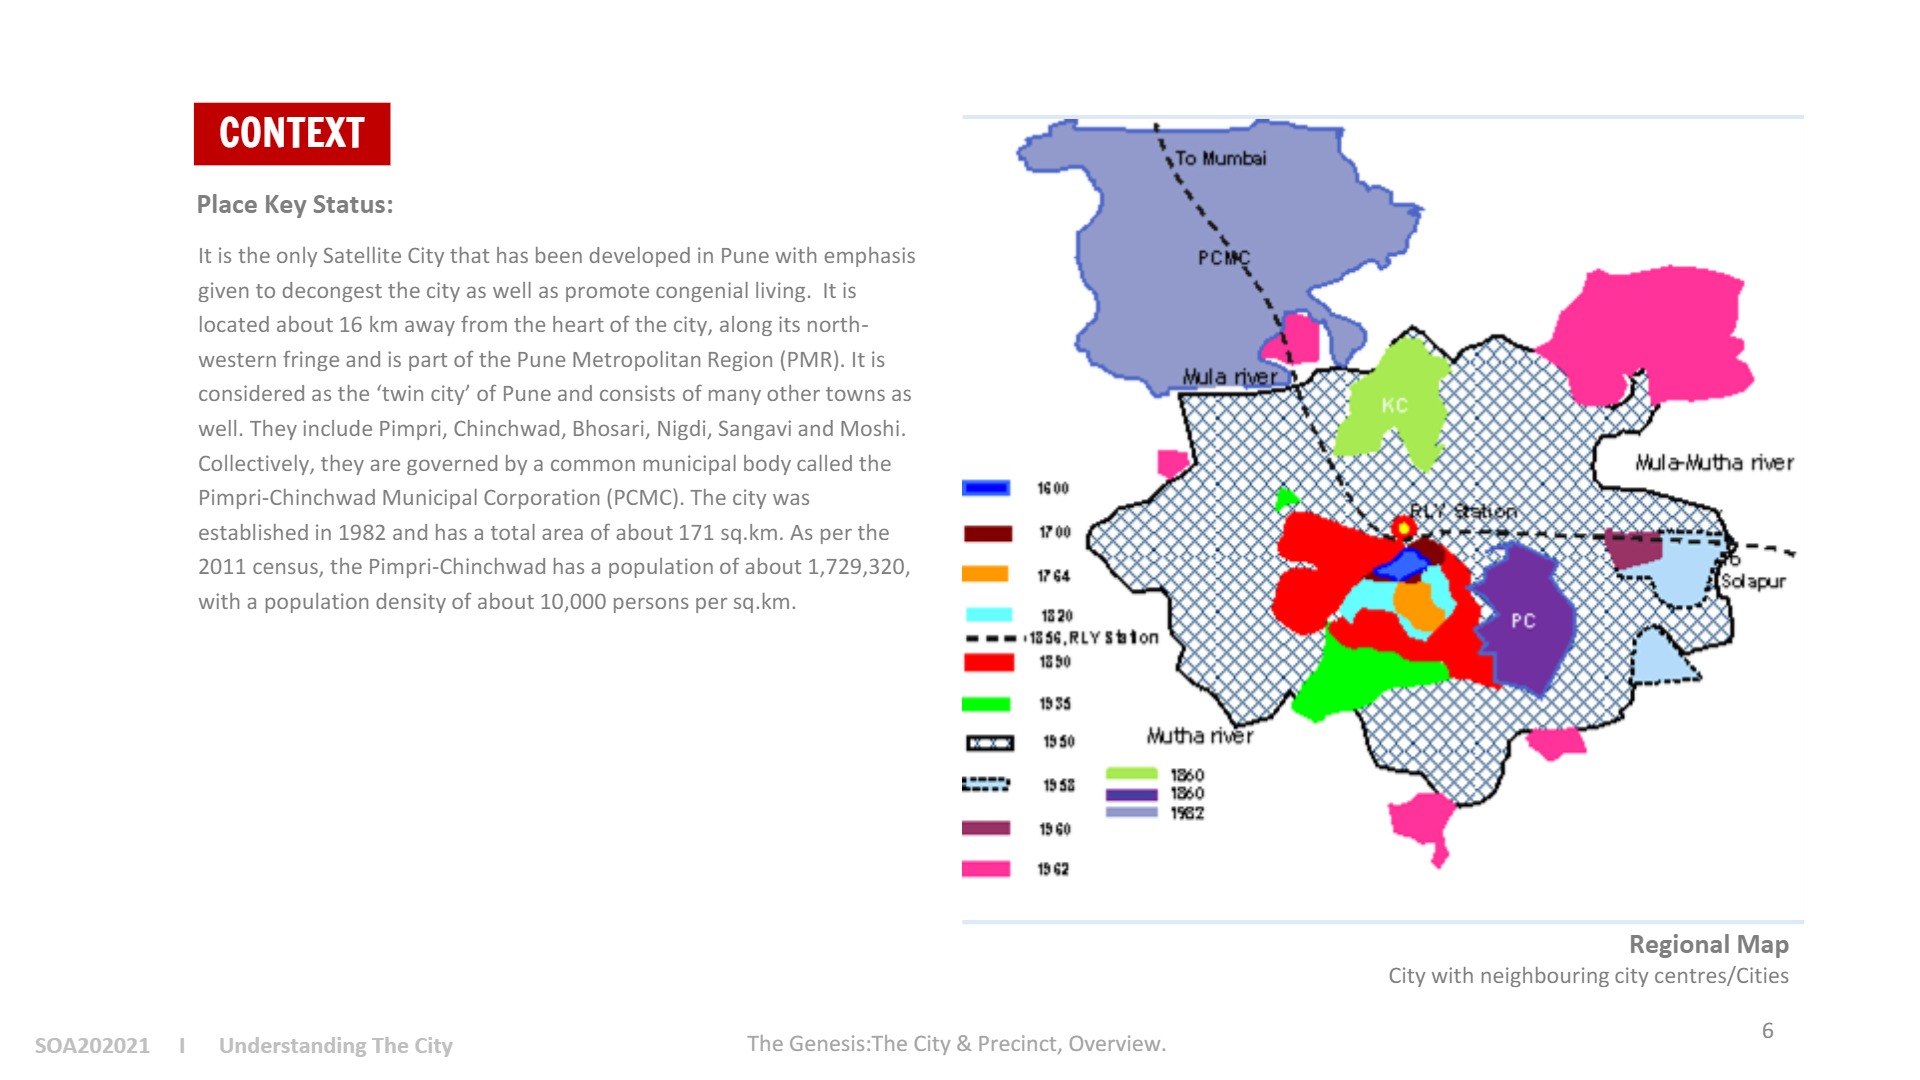 CONTEXT
Place Key Status:
It is the only Satellite City that has been developed in Pune with emphasis
given to decongest the city as well as promote congenial living.  It is
located about 16 km away from the heart of the city, along its north-
western fringe and is part of the Pune Metropolitan Region (PMR). It is
considered as the ‘twin city’ of Pune and consists of many other towns as
well. They include Pimpri, Chinchwad, Bhosari, Nigdi, Sangavi and Moshi.
Collectively, they are governed by a common municipal body called the
Pimpri-Chinchwad Municipal Corporation (PCMC). The city was
established in 1982 and has a total area of about 171 sq.km. As per the
2011 census, the Pimpri-Chinchwad has a population of about 1,729,320,
with a population density of about 10,000 persons per sq.km.
To Mumbai
PCMC
Mula river
KC
Mula-Mutha river
RLY Station
To
Solapur
PC
Mutha river
1600
1700
1764
1820
1856, RLY Station
1890
1935
1950
1958
1960
1962
1860
1860
1982
Regional Map
City with neighbouring city centres/Cities
SOA202021 I Understanding The City
The Genesis:The City & Precinct, Overview.
6